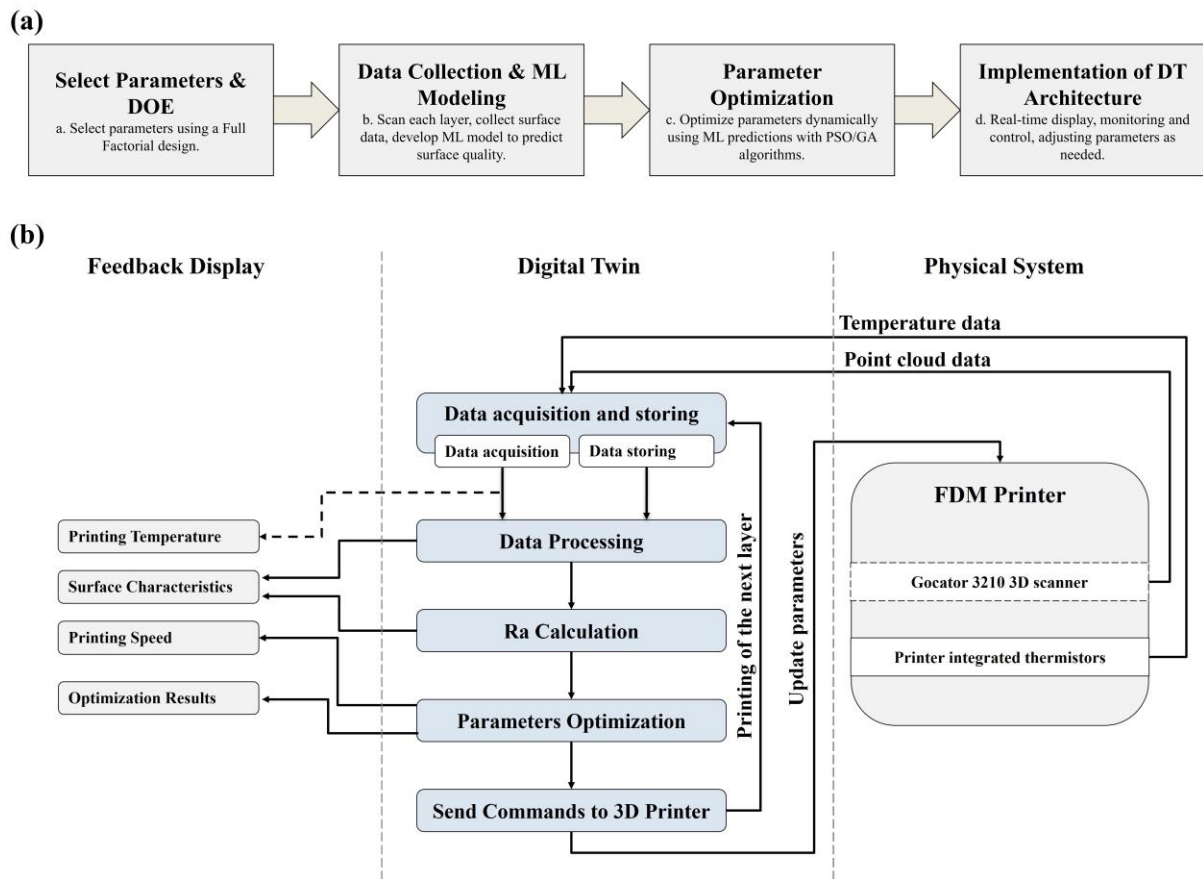 (a)
Select Parameters &
DOE
a. Select parameters using a Full
Factorial design.
Data Collection & ML
Modeling
b. Scan each layer, collect surface
data, develop ML model to predict
surface quality.
Parameter
Optimization
c. Optimize parameters dynamically
using ML predictions with PSO/GA
algorithms.
Implementation of DT
Architecture
d. Real-time display, monitoring and
control, adjusting parameters as
needed.
(b)
Feedback Display
Digital Twin
Physical System
Temperature data
Point cloud data
Data acquisition and storing
Data acquisition
Data storing
FDM Printer
Printing Temperature
Data Processing
Surface Characteristics
Gocator 3210 3D scanner
Printing Speed
Ra Calculation
Printer integrated thermistors
Optimization Results
Parameters Optimization
Printing of the next layer
Update parameters
Send Commands to 3D Printer